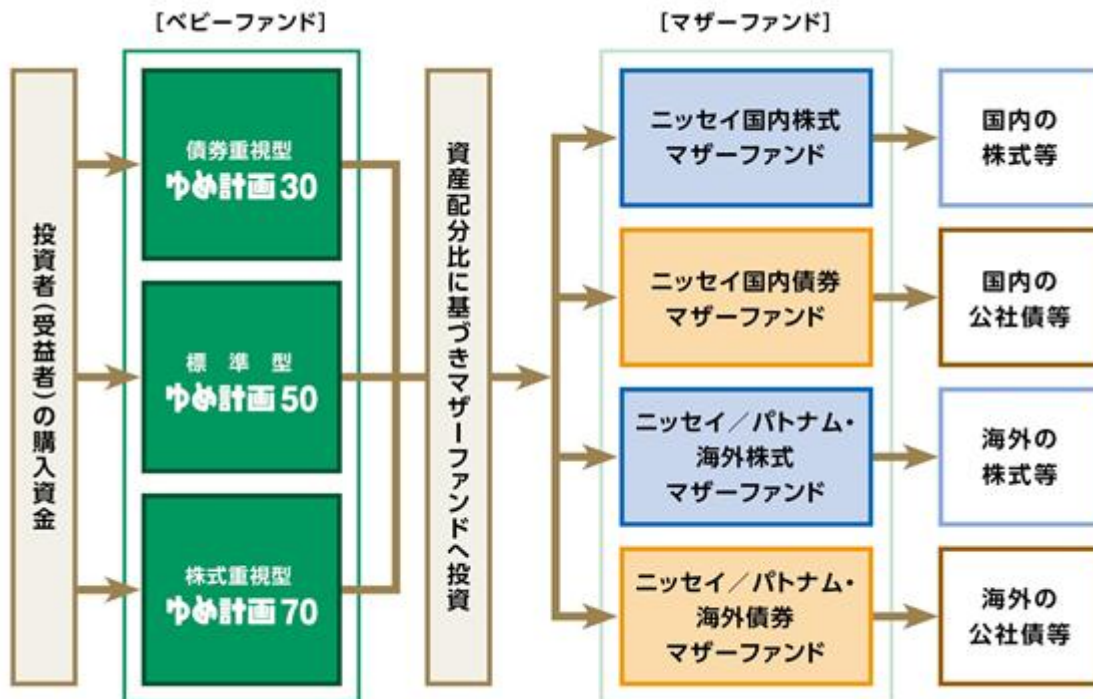 [ベビーファンド]
[マザーファンド]
投資者(受益者)の購入資金
債券重視型
ゆめ計画30
標準型
ゆめ計画50
株式重視型
ゆめ計画70
資産配分比に基づきマザーファンドへ投資
ニッセイ国内株式
マザーファンド
国内の
株式等
ニッセイ国内債券
マザーファンド
国内の
公社債等
ニッセイ/パトナム・
海外株式
マザーファンド
海外の
株式等
ニッセイ/パトナム・
海外債券
マザーファンド
海外の
公社債等